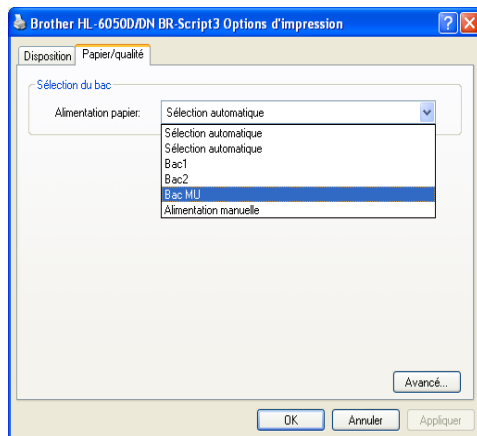 Brother HL-6050D/DN BR-Script3 Options d'impression
Disposition Papier/qualité
Sélection du bac
Alimentation papier: Sélection automatique
Sélection automatique
Sélection automatique
Bac1
Bac2
Bac MU
Alimentation manuelle
Avancé...
OK Annuler Appliquer